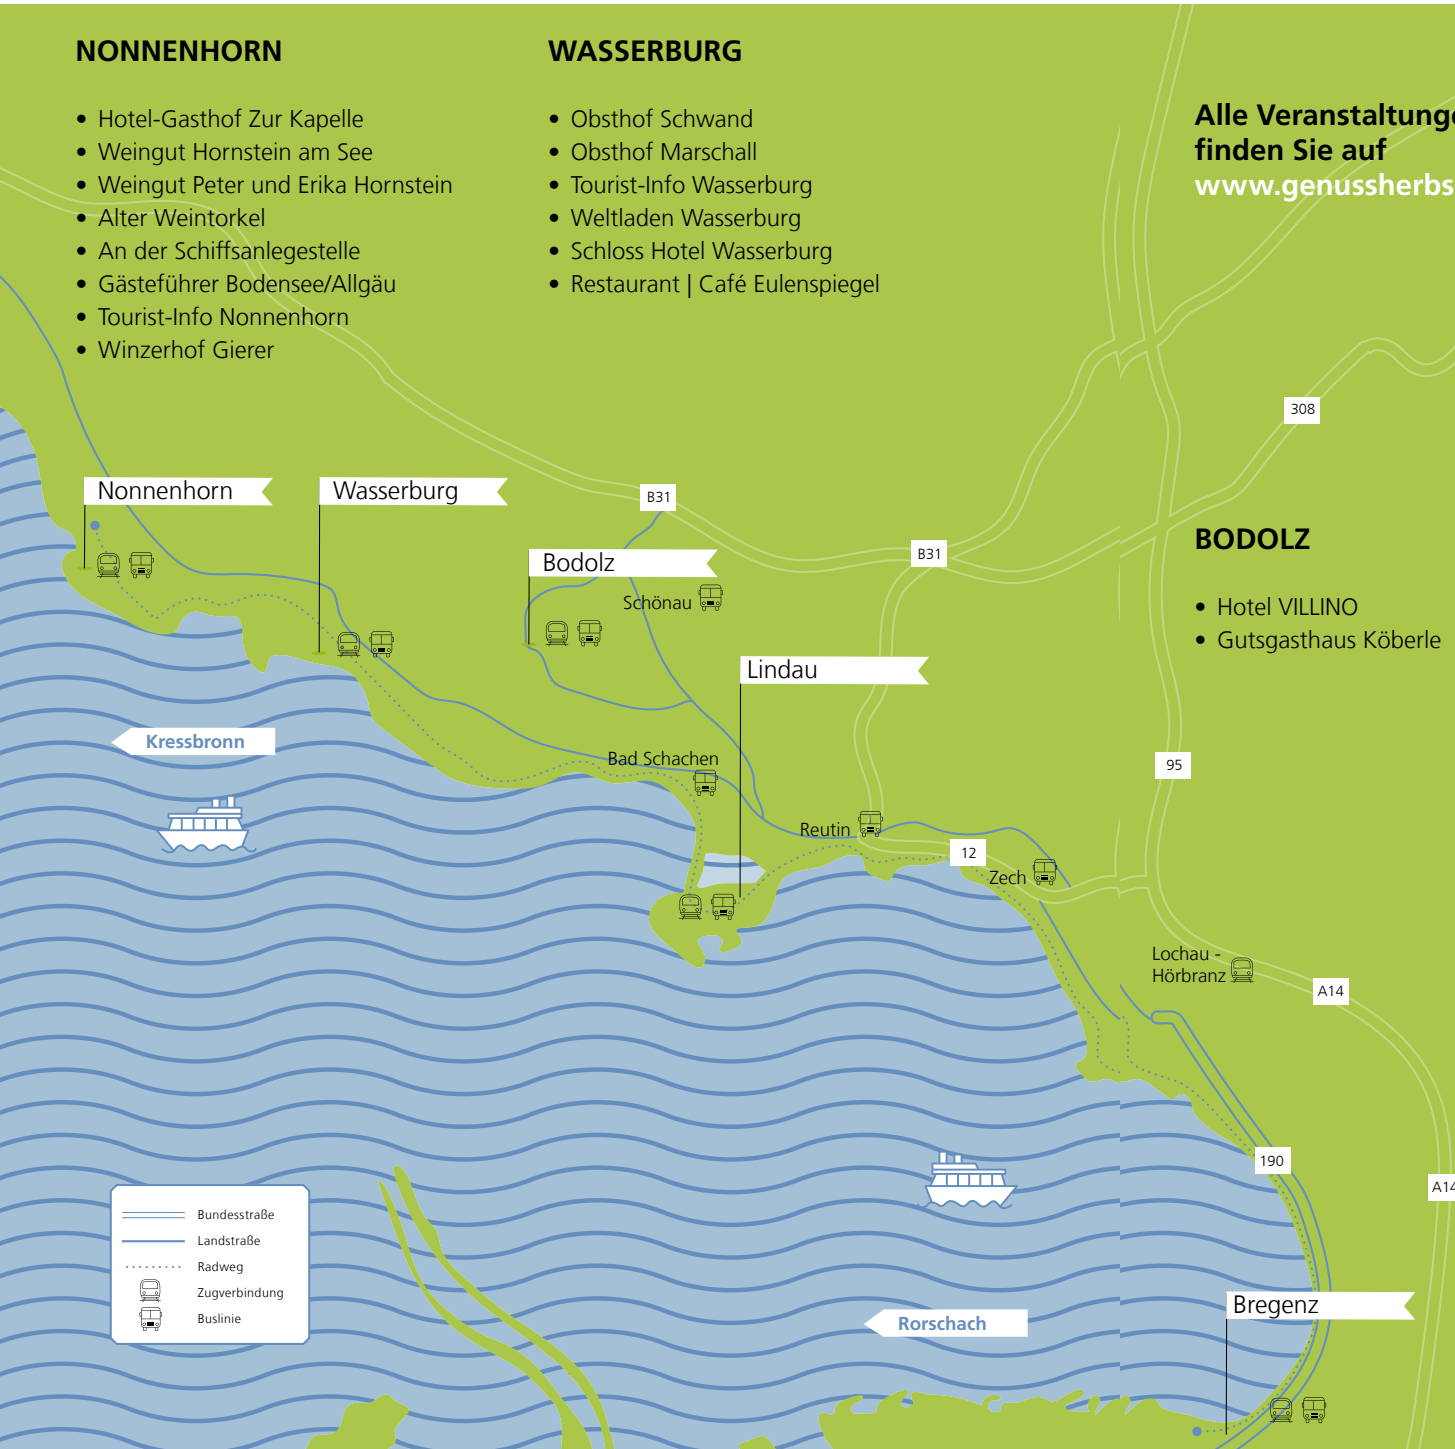 NONNENHORN
• Hotel-Gasthof Zur Kapelle
• Weingut Hornstein am See
• Weingut Peter und Erika Hornstein
• Alter Weintorkel
• An der Schiffsanlegestelle
• Gästeführer Bodensee/Allgäu
• Tourist-Info Nonnenhorn
• Winzerhof Gierer
WASSERBURG
• Obsthof Schwand
• Obsthof Marschall
• Tourist-Info Wasserburg
• Weltladen Wasserburg
• Schloss Hotel Wasserburg
• Restaurant | Café Eulenspiegel
Alle Veranstaltunge
finden Sie auf
www.genussherbs
308
Nonnenhorn
Wasserburg
B31
B31
Bodolz
Schönau
BODOLZ
• Hotel VILLINO
• Gutsgasthaus Köberle
Lindau
Kressbronn
Bad Schachen
95
Reutin
12
Zech
Lochau -
Hörbranz
A14
190
A14
Bundesstraße
Landstraße
Radweg
Zugverbindung
Buslinie
Rorschach
Bregenz